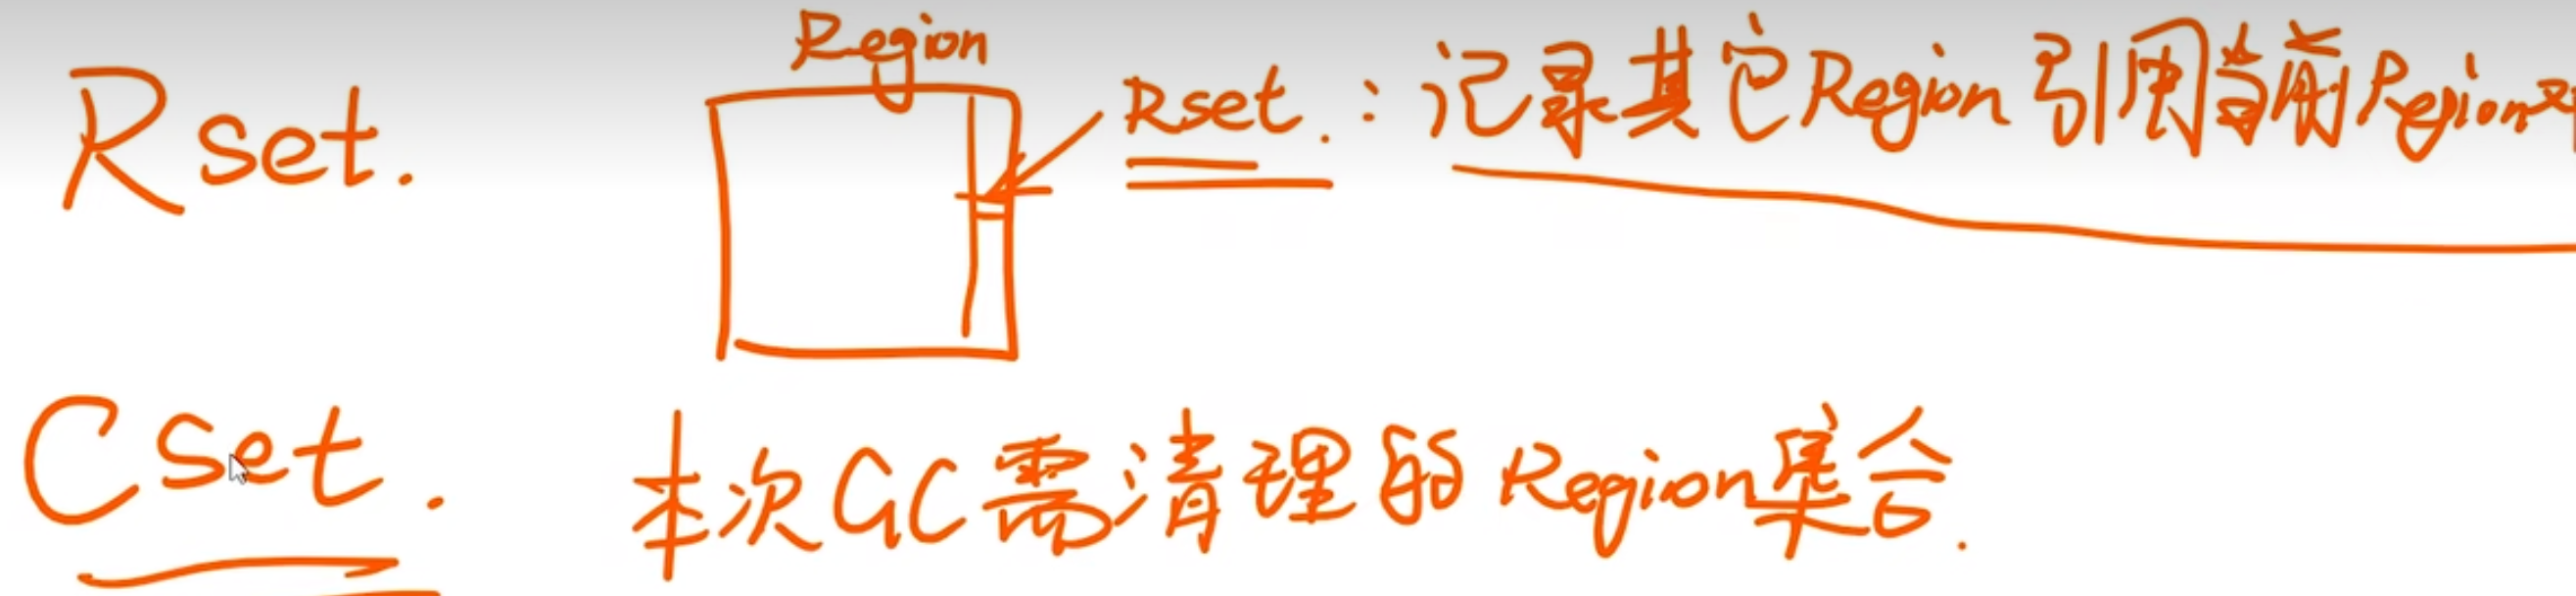 Region
Rset. Rset.：记录其它Region引用当前Region
Cset. 本次GC需清理的Region集合.